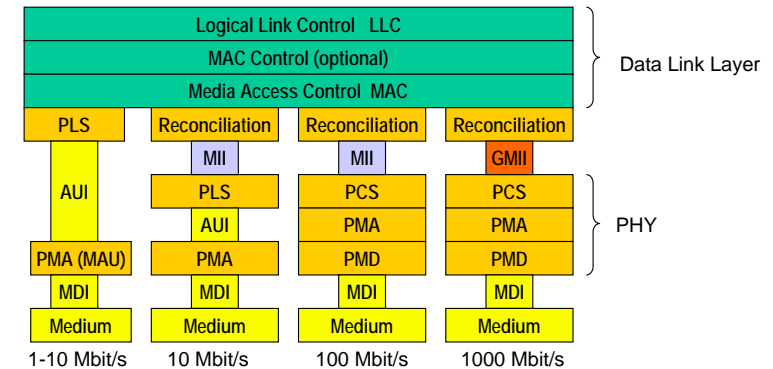 Logical Link Control LLC
MAC Control (optional)
Media Access Control MAC
Data Link Layer
PLS Reconciliation Reconciliation Reconciliation
MII MII GMII
AUI PLS PCS PCS
AUI PMA PMA
PHY
PMA (MAU) PMA PMD PMD
MDI MDI MDI MDI
Medium Medium Medium Medium
1-10 Mbit/s 10 Mbit/s 100 Mbit/s 1000 Mbit/s